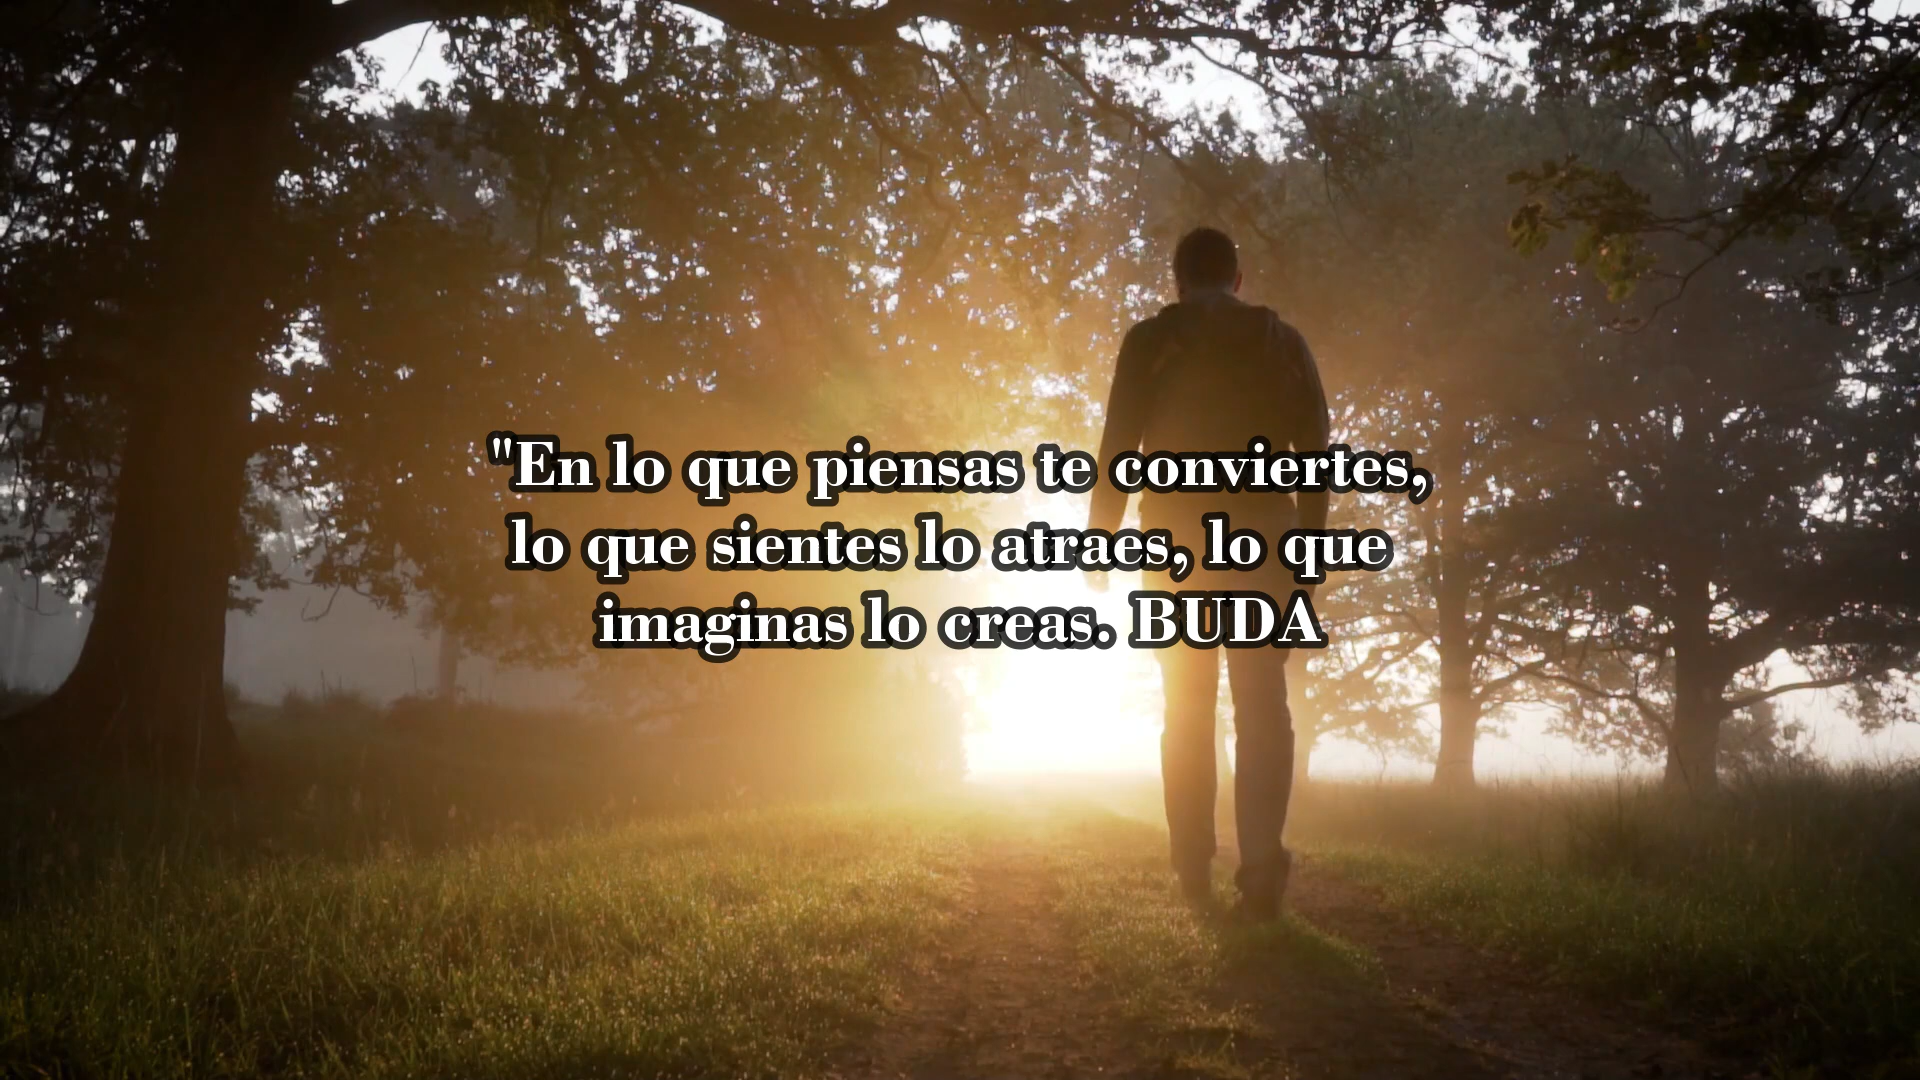 "En lo que piensas te conviertes,
lo que sientes lo atraes, lo que
imaginas lo creas. BUDA